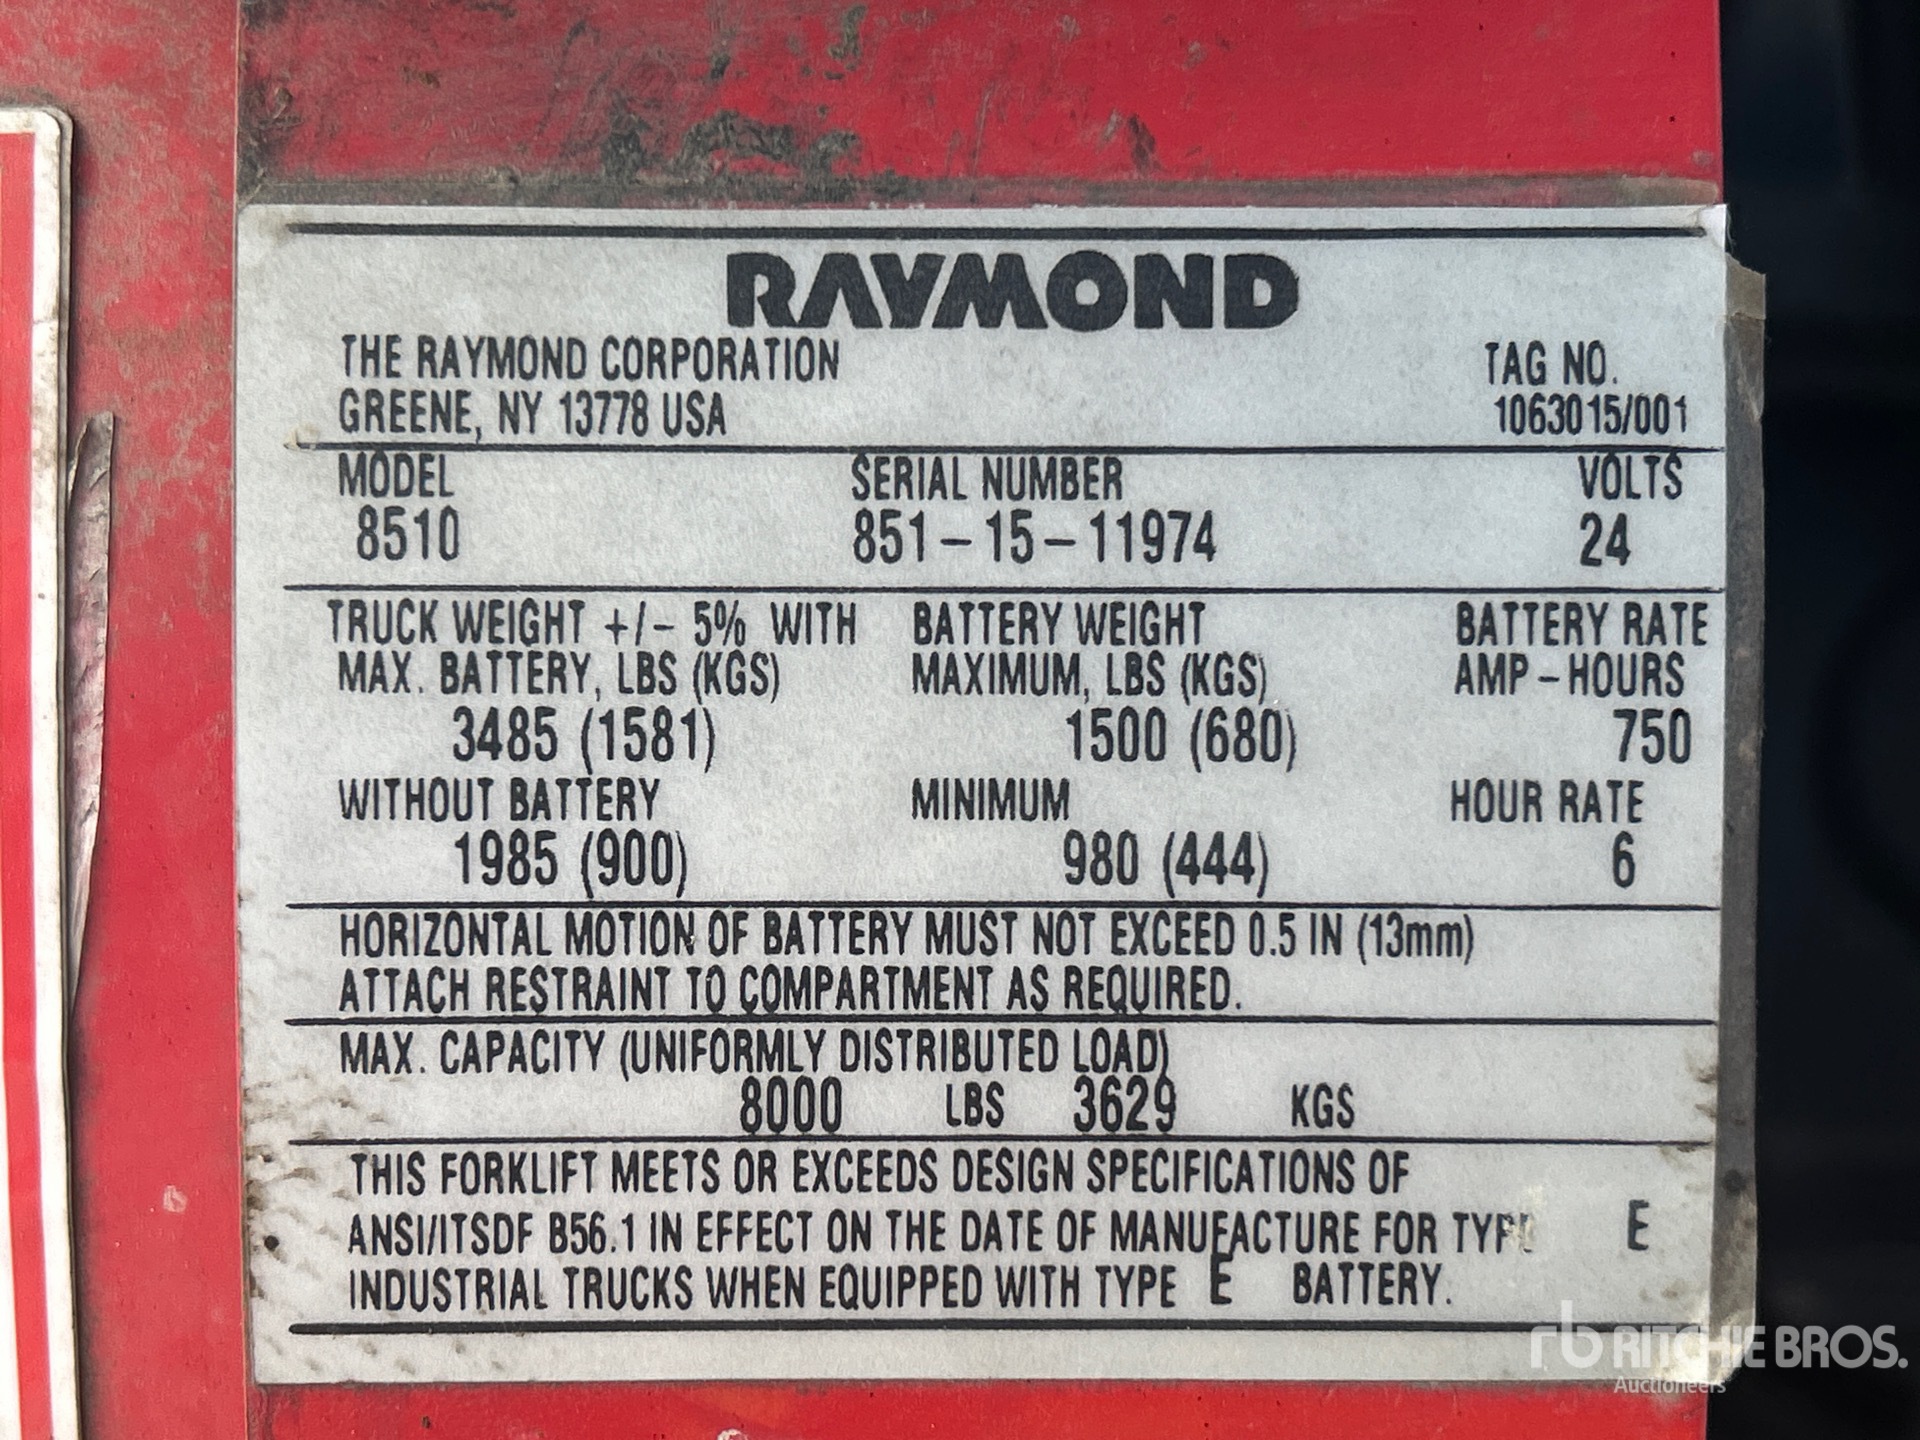 RAYMOND
THE RAYMOND CORPORATION
GREENE, NY 13778 USA
TAG NO.
1063015/001
MODEL SERIAL NUMBER VOLTS
8510 851-15-11974 24
TRUCK WEIGHT +/- 5% WITH BATTERY WEIGHT BATTERY RATE
MAX. BATTERY, LBS (KGS) MAXIMUM, LBS (KGS) AMP-HOURS
3485 (1581) 1500 (680) 750
WITHOUT BATTERY MINIMUM HOUR RATE
1985 (900) 980 (444) 6
HORIZONTAL MOTION OF BATTERY MUST NOT EXCEED 0.5 IN (13mm)
ATTACH RESTRAINT TO COMPARTMENT AS REQUIRED.
MAX. CAPACITY (UNIFORMLY DISTRIBUTED LOAD)
8000 LBS 3629 KGS
THIS FORKLIFT MEETS OR EXCEEDS DESIGN SPECIFICATIONS OF
ANSI/ITSDF B56.1 IN EFFECT ON THE DATE OF MANUFACTURE FOR TYPE E
INDUSTRIAL TRUCKS WHEN EQUIPPED WITH TYPE E BATTERY.
rb RITCHIE BROS.
Auctioneers